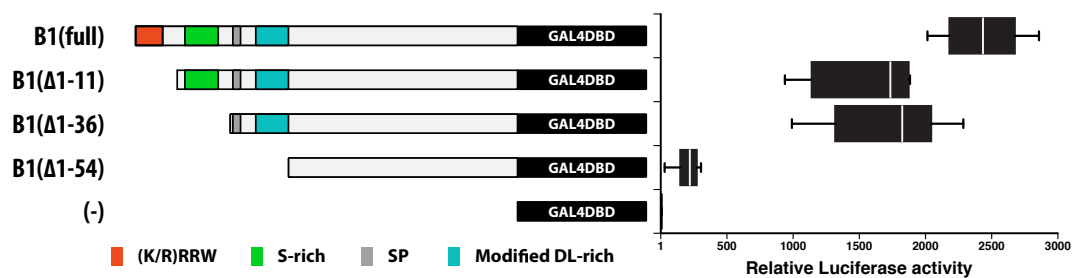 B1(full) GAL4DBD
B1(Δ1-11) GAL4DBD
B1(Δ1-36) GAL4DBD
B1(Δ1-54) GAL4DBD
(-) GAL4DBD
(K/R)RRW S-rich SP Modified DL-rich
1 500 1000 1500 2000 2500 3000
Relative Luciferase activity